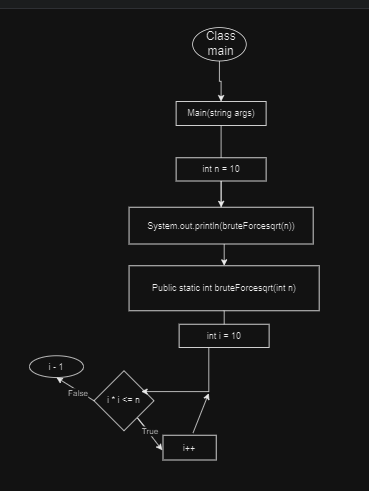 Class
main
Main(string args)
int n = 10
System.out.println(bruteForcesqrt(n))
Public static int bruteForcesqrt(int n)
int i = 10
i - 1
False
i * i <= n
True
i++